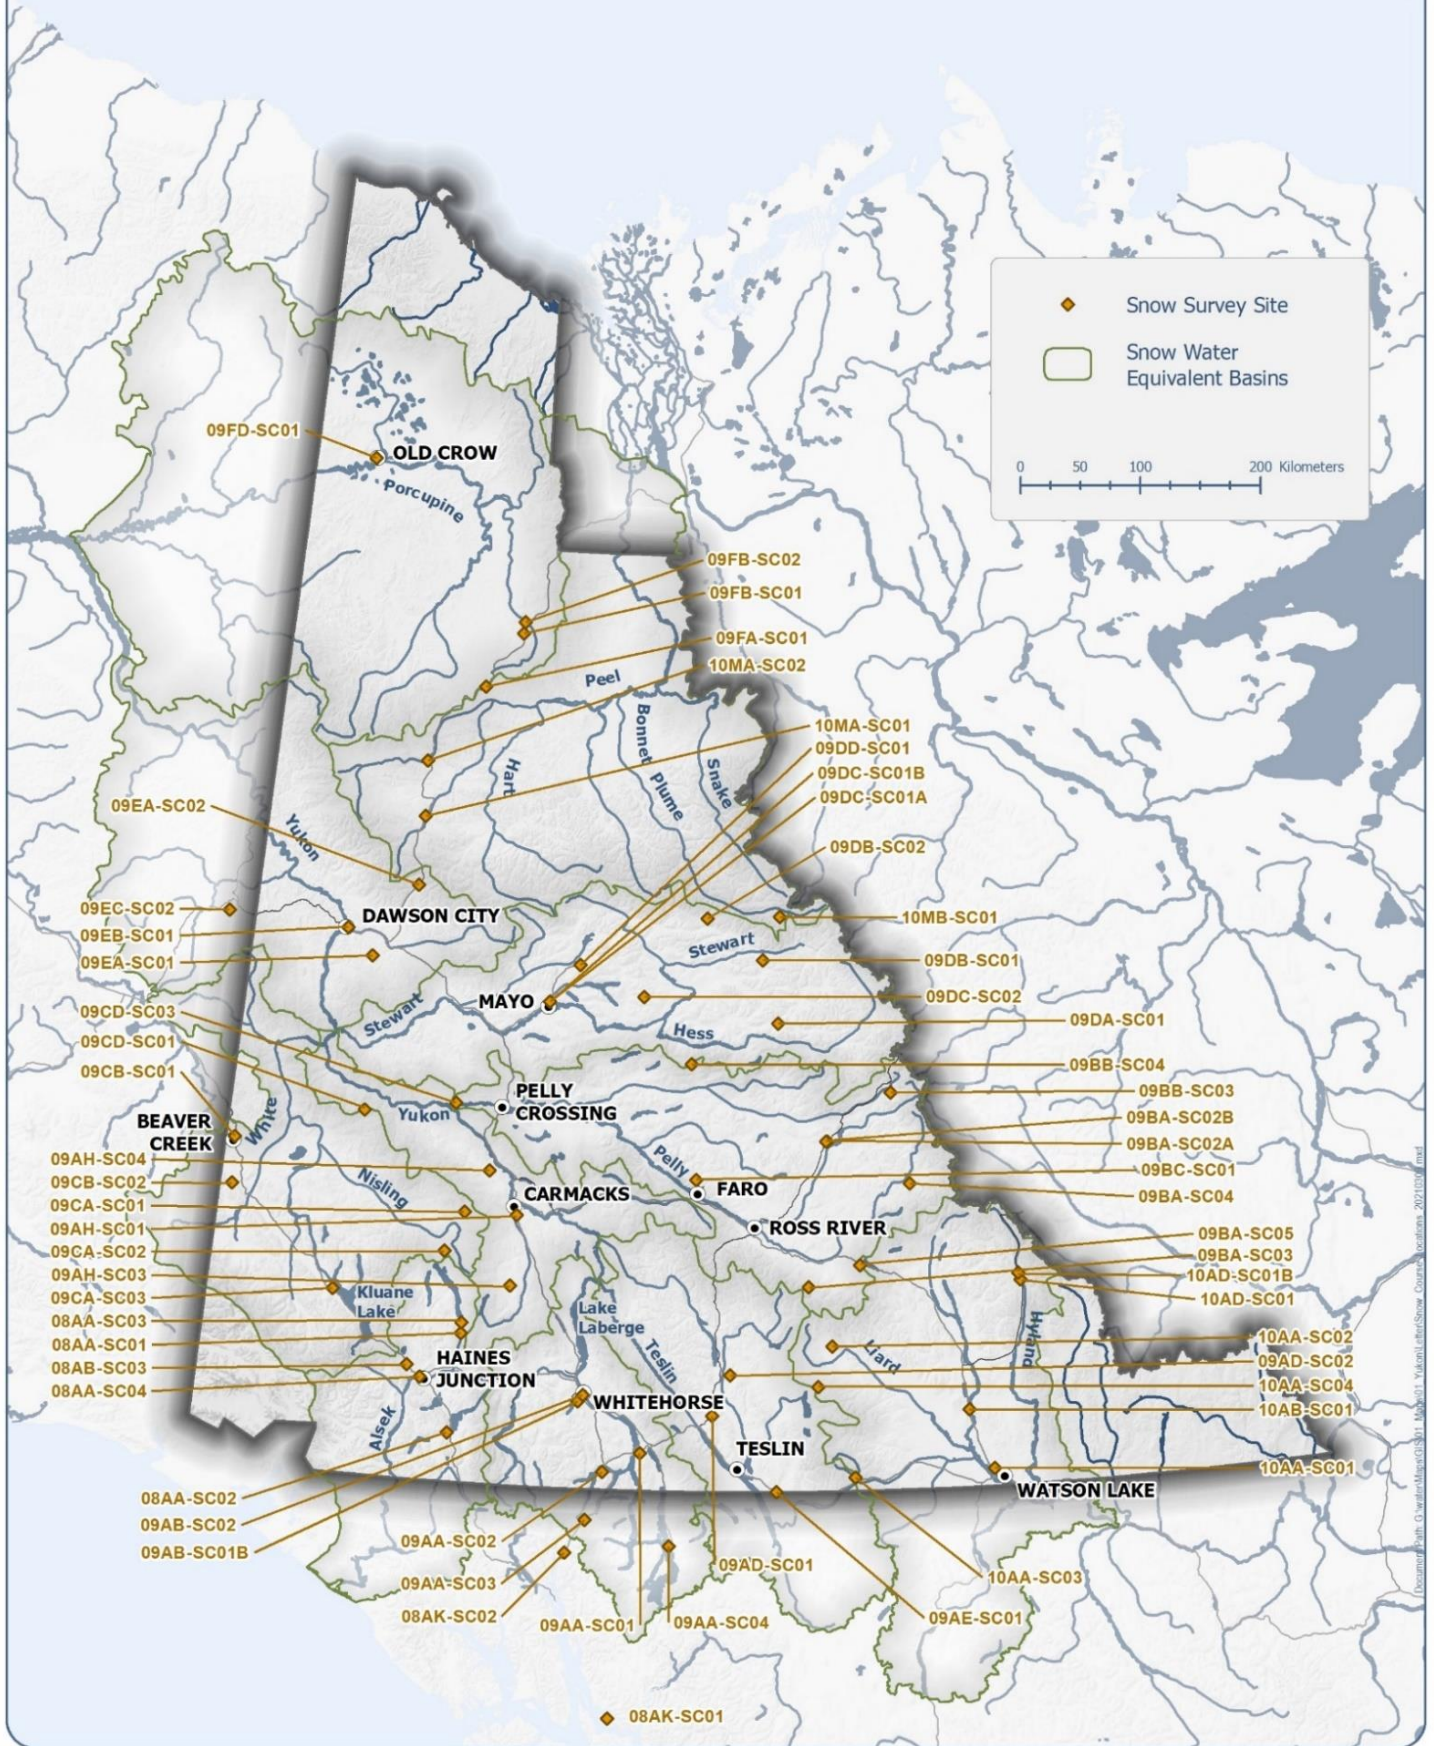 Snow Survey Site
Snow Water
Equivalent Basins
0 50 100 200 Kilometers
09FD-SC01
OLD CROW
Porcupine
09FB-SC02
09FB-SC01
09FA-SC01
10MA-SC02
Peel
Bonnet Plume
Hart
Snake
10MA-SC01
09DD-SC01
09DC-SC01B
09DC-SC01A
09EA-SC02
Yukon
09DB-SC02
09EC-SC02
DAWSON CITY
10MB-SC01
09EB-SC01
Stewart
09EA-SC01
09DB-SC01
MAYO
09DC-SC02
09CD-SC03
Stewart
Hess
09DA-SC01
09CD-SC01
09BB-SC04
09CB-SC01
PELLY
CROSSING
09BB-SC03
Yukon
White
BEAVER
CREEK
09BA-SC02B
09BA-SC02A
09AH-SC04
Pelly
09BC-SC01
09CB-SC02
Nisling
CARMACKS
FARO
09BA-SC04
09CA-SC01
09AH-SC01
ROSS RIVER
09BA-SC05
09CA-SC02
09BA-SC03
09AH-SC03
10AD-SC01B
09CA-SC03
Kluane
Lake
Lake
Laberge
10AD-SC01
08AA-SC03
Teslin
Liard
Hyland
10AA-SC02
08AA-SC01
09AD-SC02
08AB-SC03
HAINES
JUNCTION
10AA-SC04
08AA-SC04
WHITEHORSE
10AB-SC01
Alsek
TESLIN
10AA-SC01
WATSON LAKE
08AA-SC02
09AB-SC02
09AB-SC01B
09AA-SC02
09AD-SC01
10AA-SC03
09AA-SC03
08AK-SC02
09AA-SC01
09AA-SC04
09AE-SC01
08AK-SC01